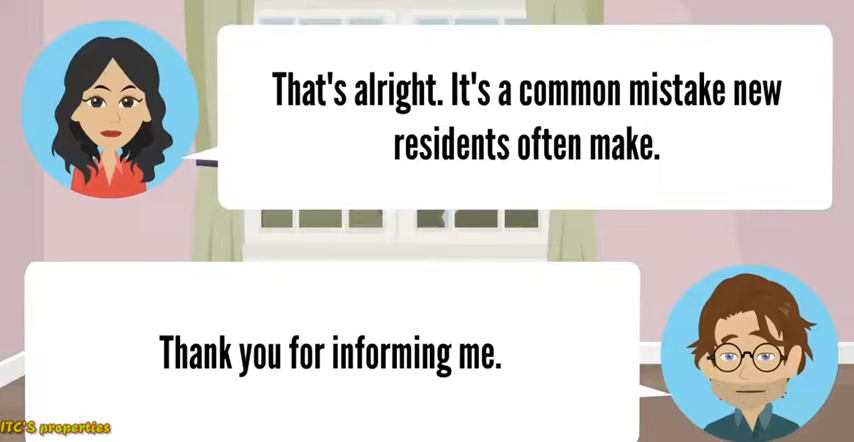 That's alright. It's a common mistake new
residents often make.
Thank you for informing me.
ITC'S properties